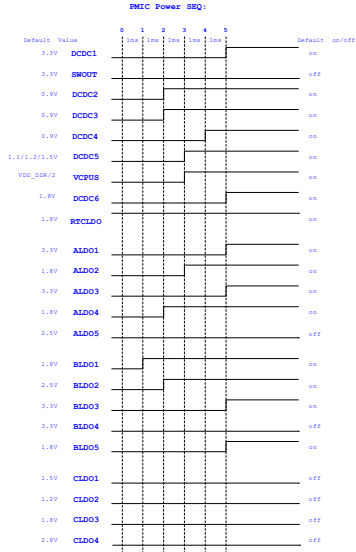 PMIC Power SEQ:
0 1 2 3 4 5
Default Value 1ms 1ms 1ms 1ms 1ms Default on/off
3.3V DCDC1 on
3.3V SWOUT off
0.9V DCDC2 on
0.9V DCDC3 on
0.9V DCDC4 on
1.1/1.2/1.5V DCDC5 on
VDD_DDR/2 VCPUS on
1.8V DCDC6 on
1.8V RTCLDO on
3.3V ALDO1 on
1.8V ALDO2 on
3.3V ALDO3 on
1.8V ALDO4 on
2.5V ALDO5 off
1.8V BLDO1 on
2.5V BLDO2 on
3.3V BLDO3 on
3.3V BLDO4 off
1.8V BLDO5 on
1.5V CLDO1 off
1.2V CLDO2 off
1.8V CLDO3 off
2.8V CLDO4 off